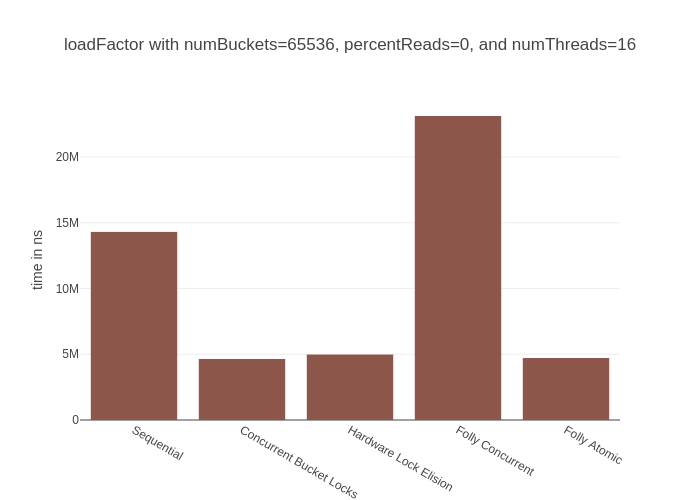 loadFactor with numBuckets=65536, percentReads=0, and numThreads=16
time in ns
20M
15M
10M
5M
0
Sequential
Concurrent Bucket Locks
Hardware Lock Elision
Folly Concurrent
Folly Atomic